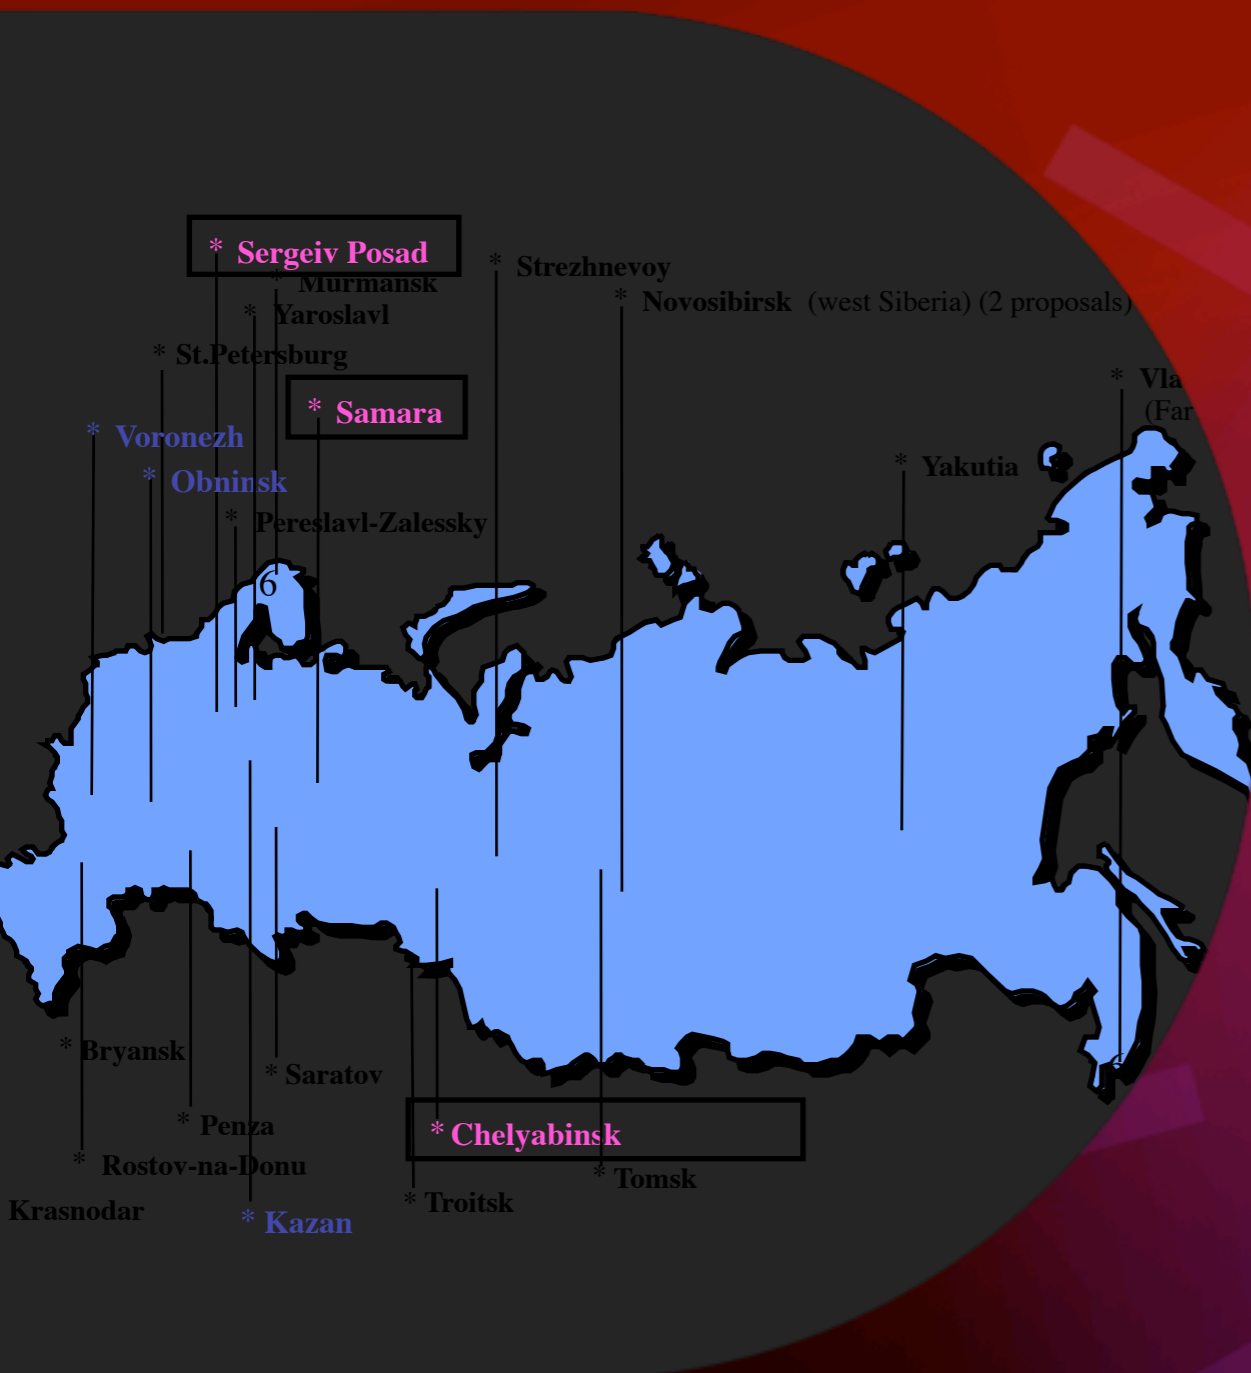 * Sergeiv Posad
* Strezhnevoy
* Murmansk
* Novosibirsk (west Siberia) (2 proposals)
* Yaroslavl
* St.Petersburg
* Samara
* Voronezh
* Yakutia
* Obninsk
* Pereslavl-Zalessky
6
* Bryansk
* Saratov
* Penza
* Chelyabinsk
* Rostov-na-Donu
* Tomsk
* Troitsk
Krasnodar
* Kazan